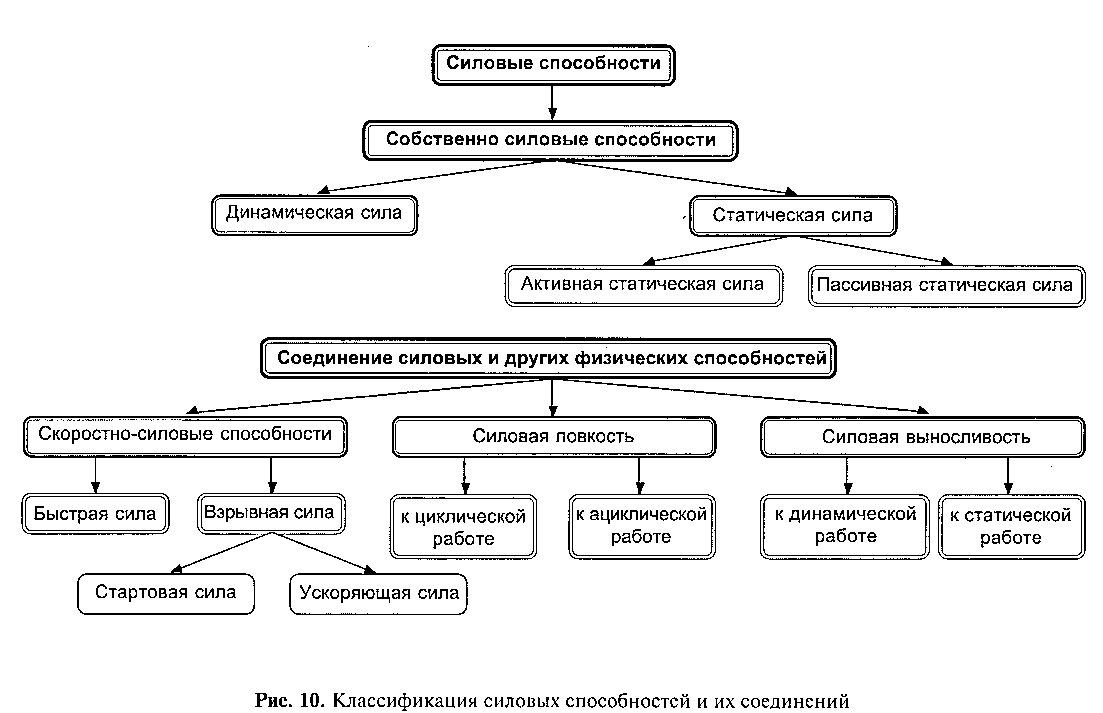 Силовые способности
Собственно силовые способности
Динамическая сила
Статическая сила
Активная статическая сила
Пассивная статическая сила
Соединение силовых и других физических способностей
Скоростно-силовые способности
Силовая ловкость
Силовая выносливость
Быстрая сила
Взрывная сила
к циклической
работе
к ациклической
работе
к динамической
работе
к статической
работе
Стартовая сила
Ускоряющая сила
Рис. 10. Классификация силовых способностей и их соединений